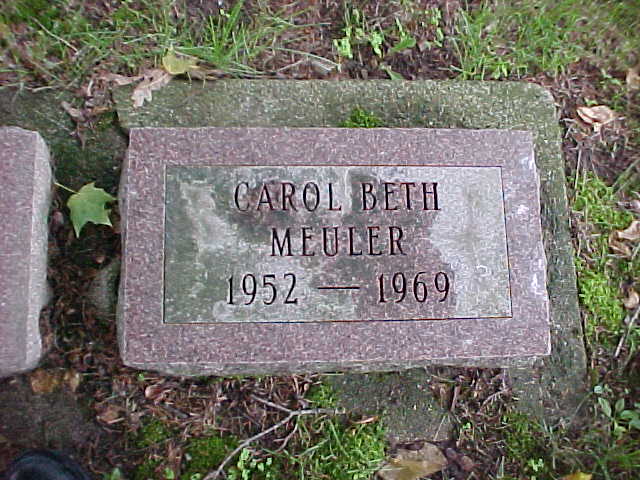 CAROL BETH
MEULER
1952 — 1969